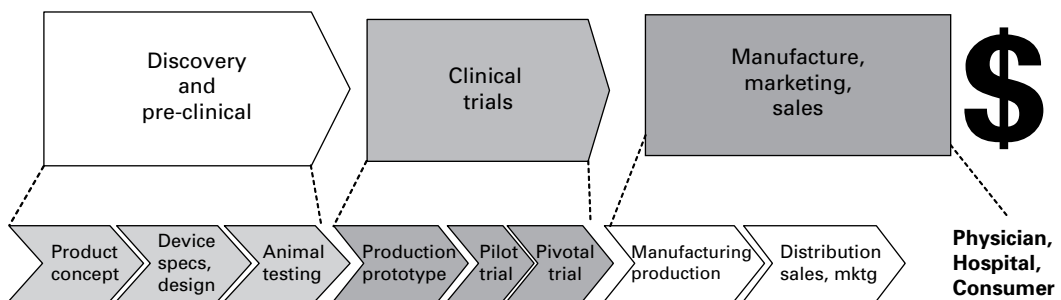 Discovery
and
pre-clinical
Clinical
trials
Manufacture,
marketing,
sales
$
Product
concept
Device
specs,
design
Animal
testing
Production
prototype
Pilot
trial
Pivotal
trial
Manufacturing
production
Distribution
sales, mktg
Physician,
Hospital,
Consumer